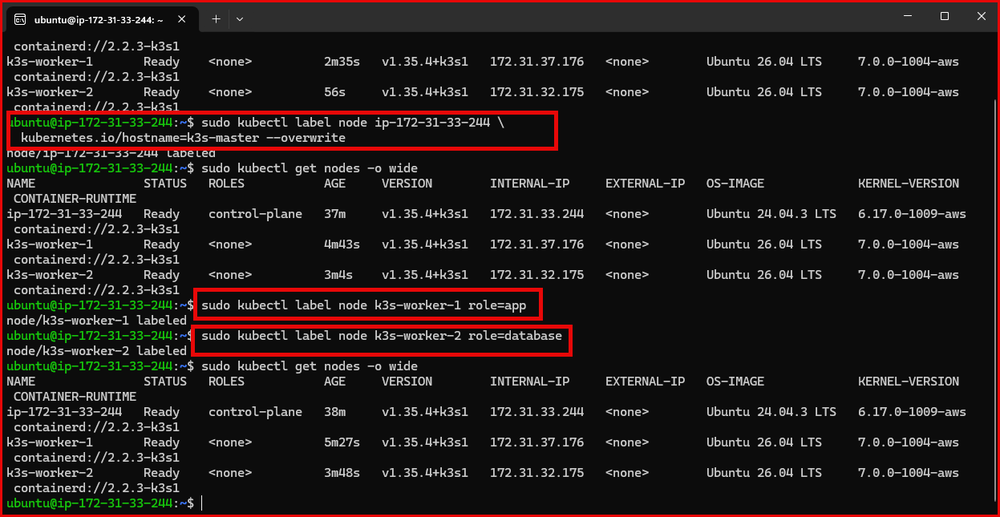 ubuntu@ip-172-31-33-244: ~
 containerd://2.2.3-k3s1
k3s-worker-1       Ready    <none>          2m35s   v1.35.4+k3s1   172.31.37.176   <none>        Ubuntu 26.04 LTS     7.0.0-1004-aws
 containerd://2.2.3-k3s1
k3s-worker-2       Ready    <none>          56s     v1.35.4+k3s1   172.31.32.175   <none>        Ubuntu 26.04 LTS     7.0.0-1004-aws
 containerd://2.2.3-k3s1
ubuntu@ip-172-31-33-244:~$ sudo kubectl label node ip-172-31-33-244 \
  kubernetes.io/hostname=k3s-master --overwrite
node/ip-172-31-33-244 labeled
ubuntu@ip-172-31-33-244:~$ sudo kubectl get nodes -o wide
NAME               STATUS   ROLES           AGE     VERSION        INTERNAL-IP     EXTERNAL-IP   OS-IMAGE             KERNEL-VERSION
 CONTAINER-RUNTIME
ip-172-31-33-244   Ready    control-plane   37m     v1.35.4+k3s1   172.31.33.244   <none>        Ubuntu 24.04.3 LTS   6.17.0-1009-aws
 containerd://2.2.3-k3s1
k3s-worker-1       Ready    <none>          4m43s   v1.35.4+k3s1   172.31.37.176   <none>        Ubuntu 26.04 LTS     7.0.0-1004-aws
 containerd://2.2.3-k3s1
k3s-worker-2       Ready    <none>          3m4s    v1.35.4+k3s1   172.31.32.175   <none>        Ubuntu 26.04 LTS     7.0.0-1004-aws
 containerd://2.2.3-k3s1
ubuntu@ip-172-31-33-244:~$ sudo kubectl label node k3s-worker-1 role=app
node/k3s-worker-1 labeled
ubuntu@ip-172-31-33-244:~$ sudo kubectl label node k3s-worker-2 role=database
node/k3s-worker-2 labeled
ubuntu@ip-172-31-33-244:~$ sudo kubectl get nodes -o wide
NAME               STATUS   ROLES           AGE     VERSION        INTERNAL-IP     EXTERNAL-IP   OS-IMAGE             KERNEL-VERSION
 CONTAINER-RUNTIME
ip-172-31-33-244   Ready    control-plane   38m     v1.35.4+k3s1   172.31.33.244   <none>        Ubuntu 24.04.3 LTS   6.17.0-1009-aws
 containerd://2.2.3-k3s1
k3s-worker-1       Ready    <none>          5m27s   v1.35.4+k3s1   172.31.37.176   <none>        Ubuntu 26.04 LTS     7.0.0-1004-aws
 containerd://2.2.3-k3s1
k3s-worker-2       Ready    <none>          3m48s   v1.35.4+k3s1   172.31.32.175   <none>        Ubuntu 26.04 LTS     7.0.0-1004-aws
 containerd://2.2.3-k3s1
ubuntu@ip-172-31-33-244:~$